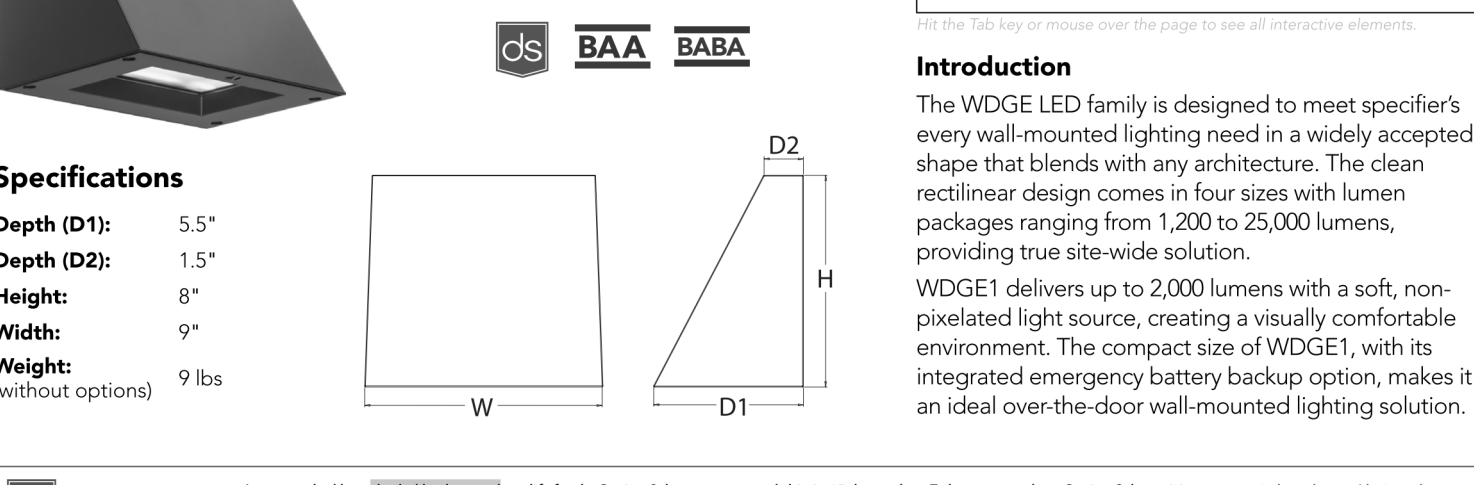 ds
BAA
BABA
Hit the Tab key or mouse over the page to see all interactive elements.
Specifications
Depth (D1): 5.5"
Depth (D2): 1.5"
Height: 8"
Width: 9"
Weight:
(without options) 9 lbs
D2
H
W
D1
Introduction
The WDGE LED family is designed to meet specifier's
every wall-mounted lighting need in a widely accepted
shape that blends with any architecture. The clean
rectilinear design comes in four sizes with lumen
packages ranging from 1,200 to 25,000 lumens,
providing true site-wide solution.
WDGE1 delivers up to 2,000 lumens with a soft, non-
pixelated light source, creating a visually comfortable
environment. The compact size of WDGE1, with its
integrated emergency battery backup option, makes it
an ideal over-the-door wall-mounted lighting solution.